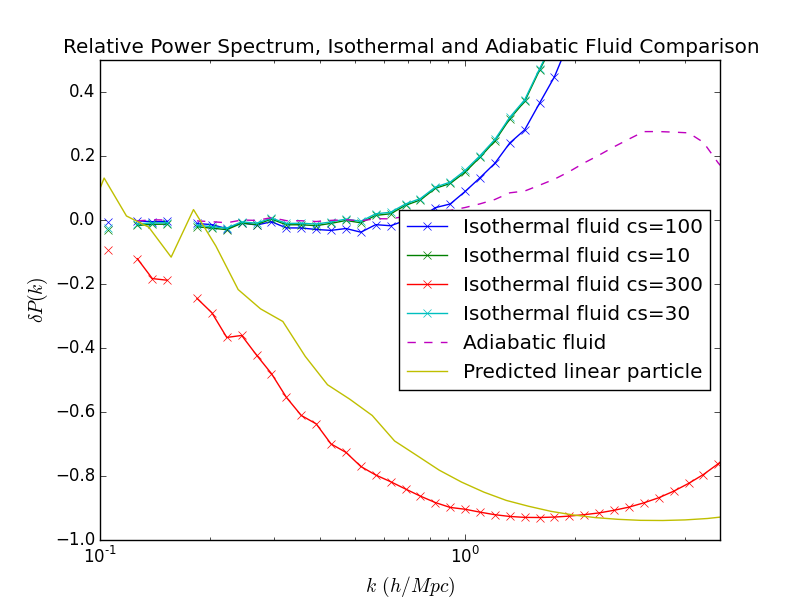 Relative Power Spectrum, Isothermal and Adiabatic Fluid Comparison
0.4
0.2
0.0
−0.2
−0.4
−0.6
−0.8
−1.0
δP(k)
Isothermal fluid cs=100
Isothermal fluid cs=10
Isothermal fluid cs=300
Isothermal fluid cs=30
Adiabatic fluid
Predicted linear particle
10⁻¹ 10⁰
k (h/Mpc)